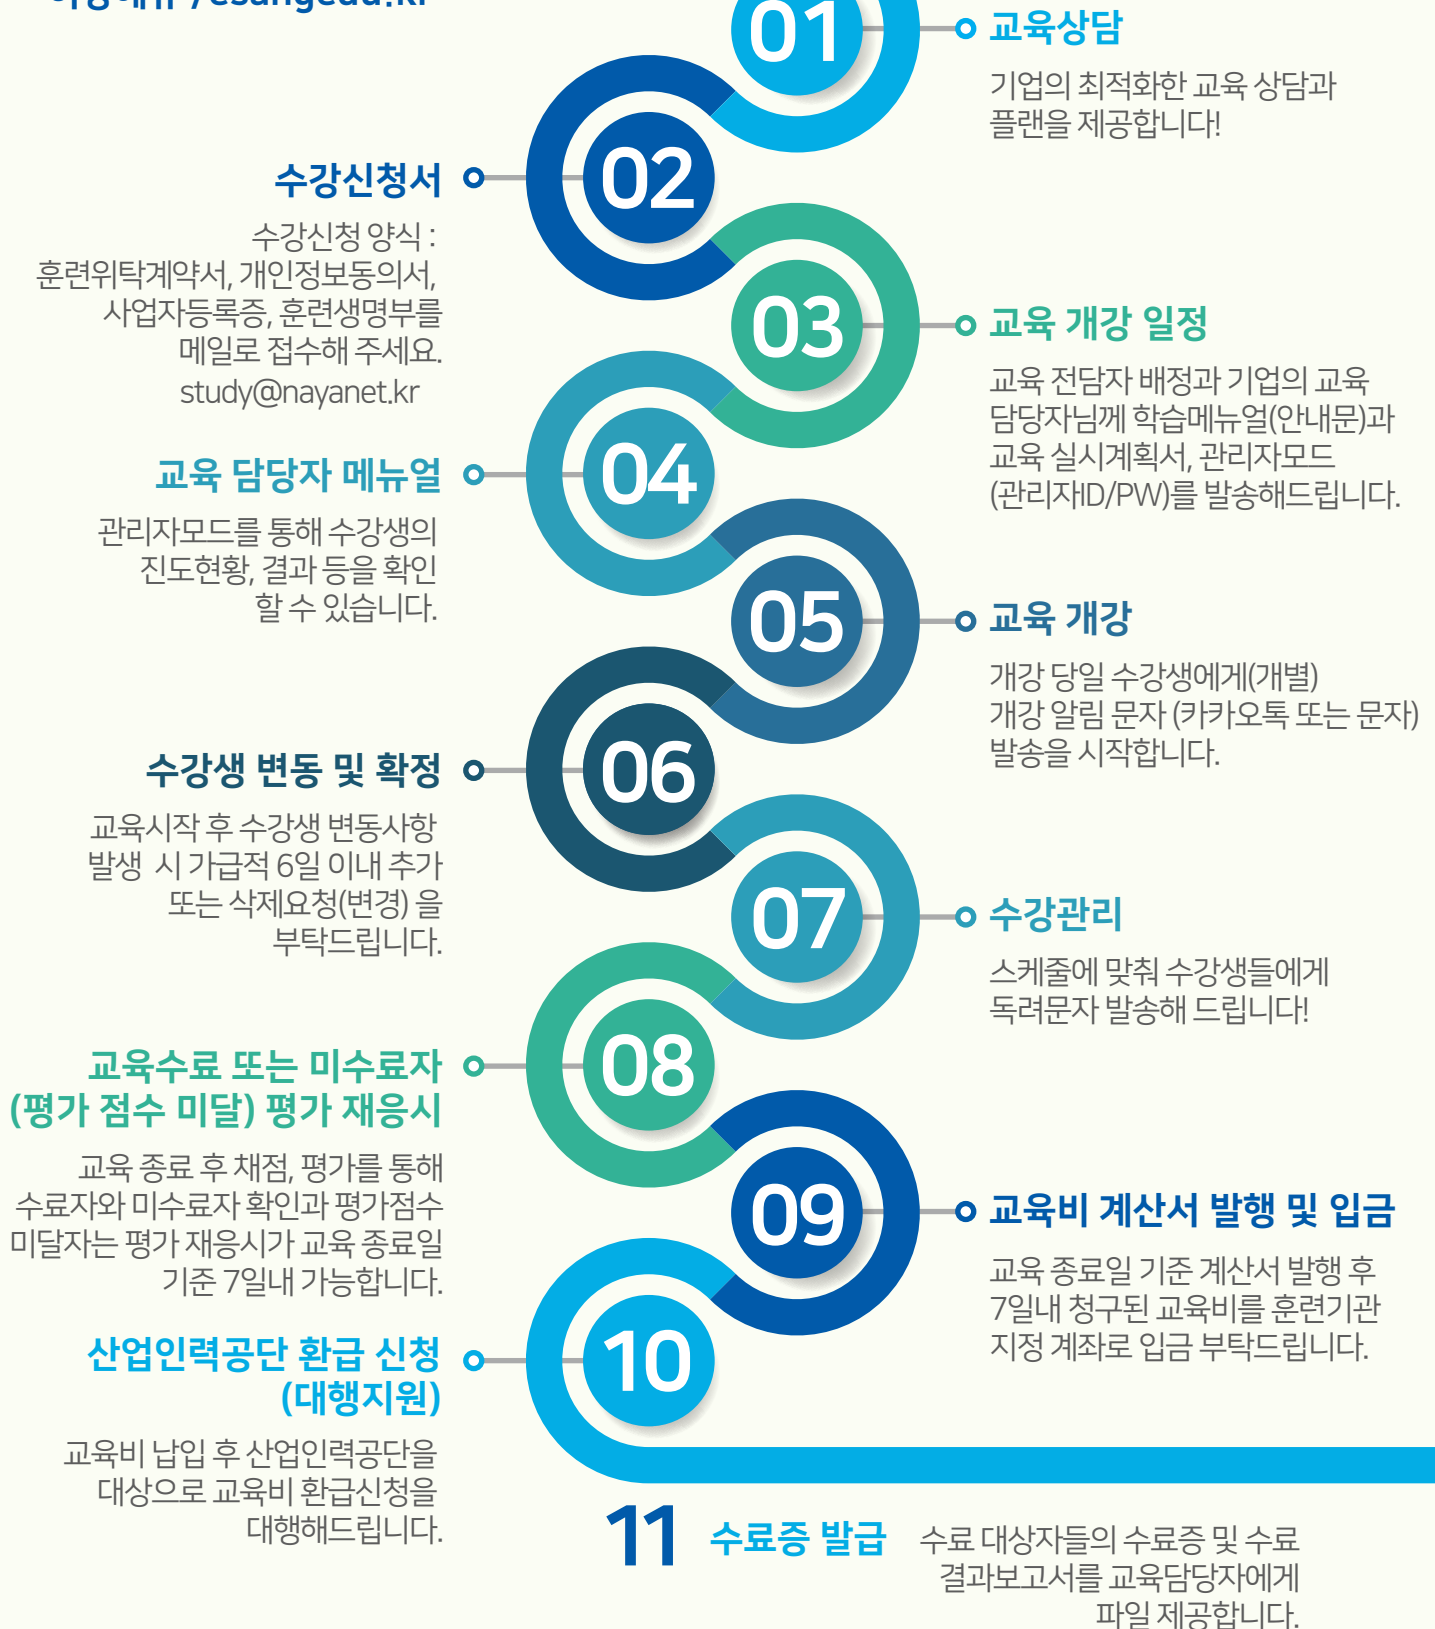 /esangedu.kr
01
교육상담
기업의 최적화한 교육 상담과
플랜을 제공합니다!
02
수강신청서
수강신청 양식 :
훈련위탁계약서, 개인정보동의서,
사업자등록증, 훈련생명부를
메일로 접수해 주세요.
study@nayanet.kr
03
교육 개강 일정
교육 전담자 배정과 기업의 교육
담당자님께 학습메뉴얼(안내문)과
교육 실시계획서, 관리자모드
(관리자ID/PW)를 발송해드립니다.
04
교육 담당자 메뉴얼
관리자모드를 통해 수강생의
진도현황, 결과 등을 확인
할 수 있습니다.
05
교육 개강
개강 당일 수강생에게(개별)
개강 알림 문자 (카카오톡 또는 문자)
발송을 시작합니다.
06
수강생 변동 및 확정
교육시작 후 수강생 변동사항
발생 시 가급적 6일 이내 추가
또는 삭제요청(변경) 을
부탁드립니다.
07
수강관리
스케줄에 맞춰 수강생들에게
독려문자 발송해 드립니다!
08
교육수료 또는 미수료자
(평가 점수 미달) 평가 재응시
교육 종료 후 채점, 평가를 통해
수료자와 미수료자 확인과 평가점수
미달자는 평가 재응시가 교육 종료일
기준 7일내 가능합니다.
09
교육비 계산서 발행 및 입금
교육 종료일 기준 계산서 발행 후
7일내 청구된 교육비를 훈련기관
지정 계좌로 입금 부탁드립니다.
10
산업인력공단 환급 신청
(대행지원)
교육비 납입 후 산업인력공단을
대상으로 교육비 환급신청을
대행해드립니다.
11
수료증 발급
수료 대상자들의 수료증 및 수료
결과보고서를 교육담당자에게
파일 제공합니다.